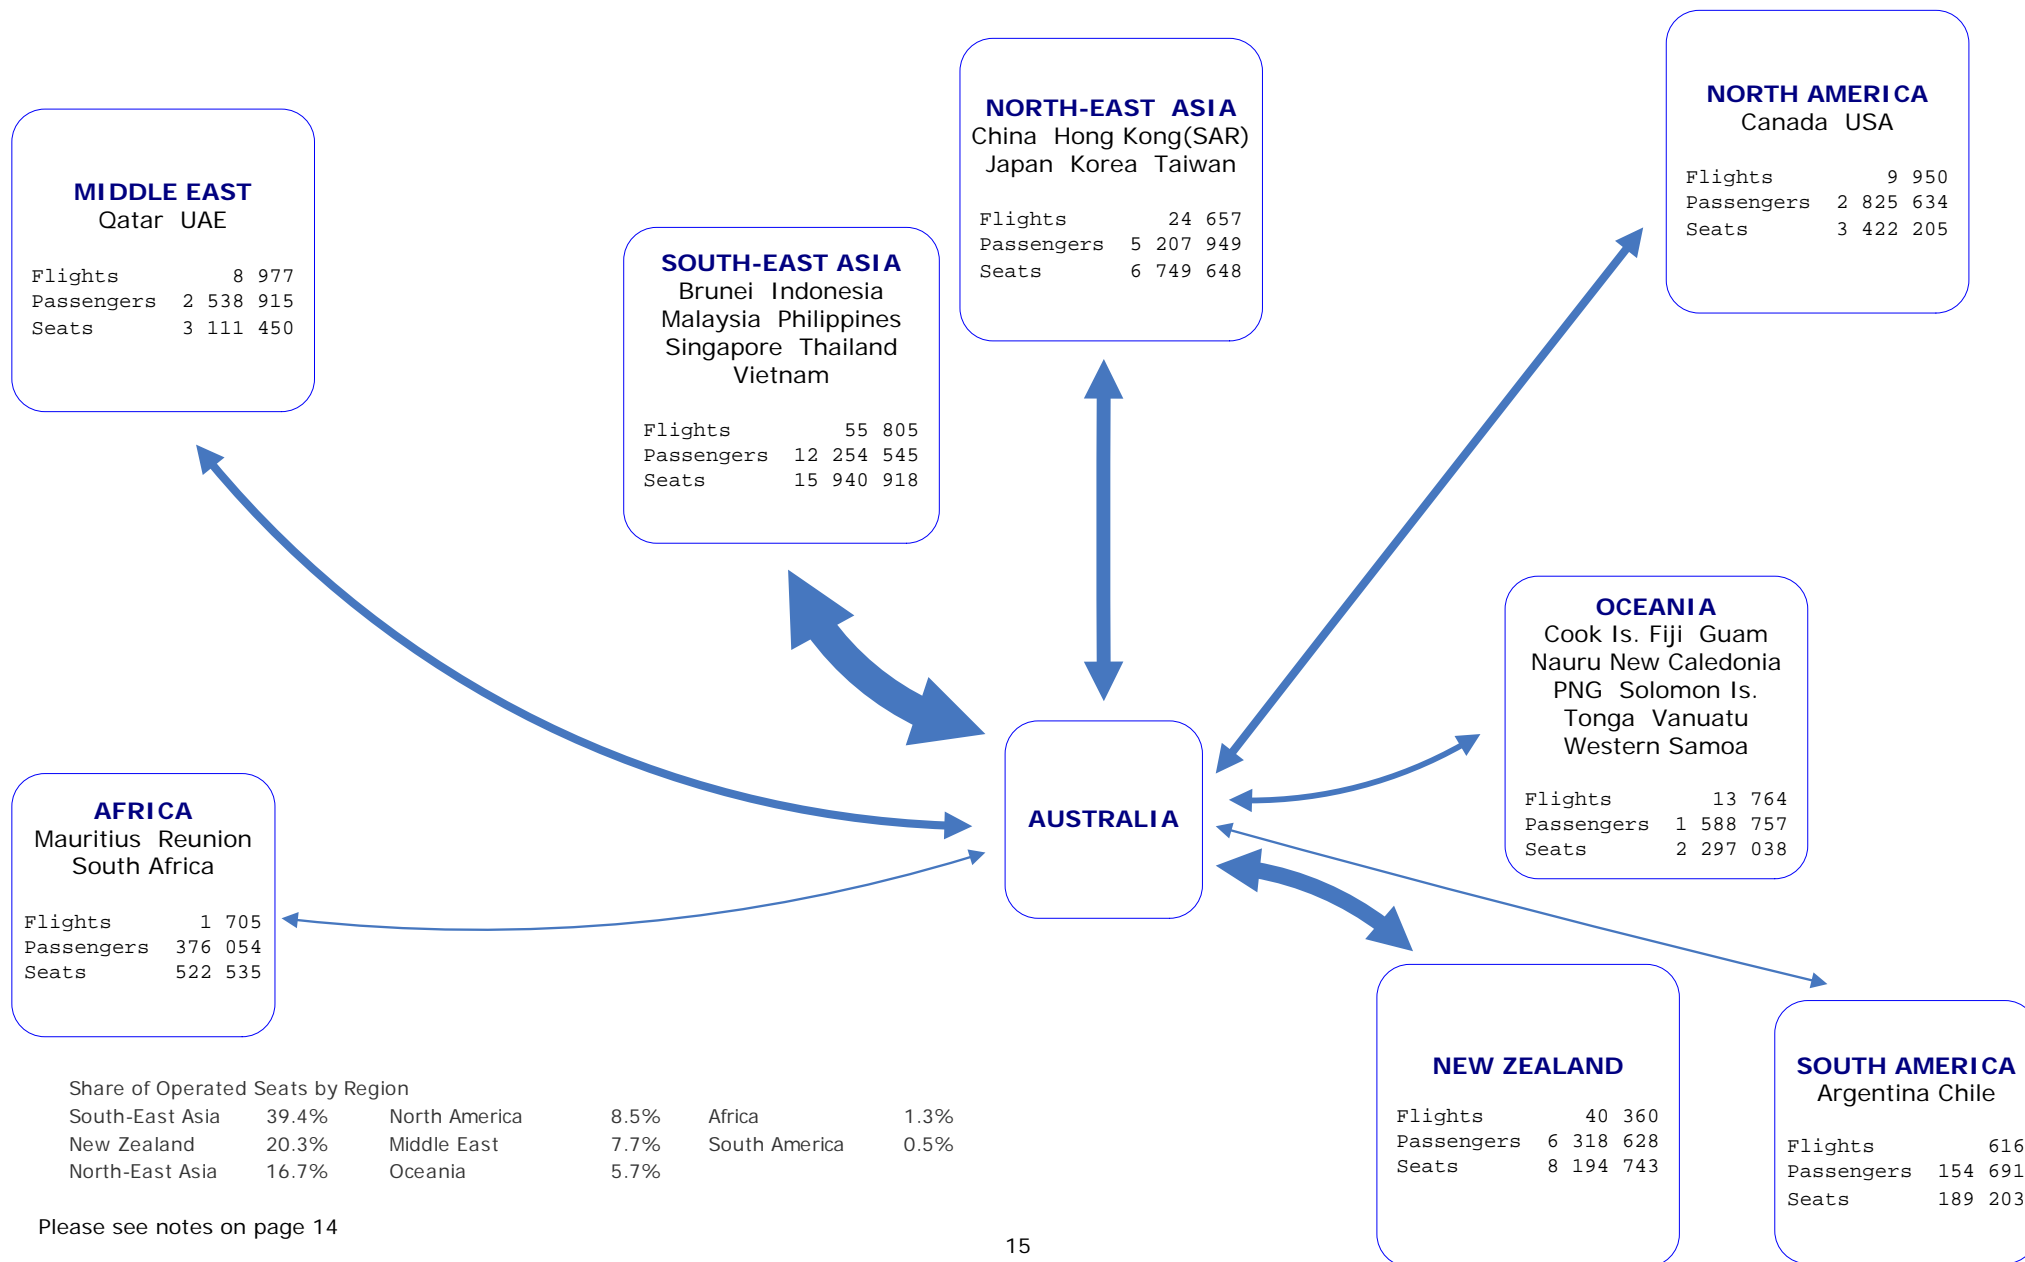 NORTH AMERICA
Canada USA
Flights 9 950
Passengers 2 825 634
Seats 3 422 205
NORTH-EAST ASIA
China Hong Kong(SAR)
Japan Korea Taiwan
Flights 24 657
Passengers 5 207 949
Seats 6 749 648
MIDDLE EAST
Qatar UAE
Flights 8 977
Passengers 2 538 915
Seats 3 111 450
SOUTH-EAST ASIA
Brunei Indonesia
Malaysia Philippines
Singapore Thailand
Vietnam
Flights 55 805
Passengers 12 254 545
Seats 15 940 918
OCEANIA
Cook Is. Fiji Guam
Nauru New Caledonia
PNG Solomon Is.
Tonga Vanuatu
Western Samoa
Flights 13 764
Passengers 1 588 757
Seats 2 297 038
AUSTRALIA
AFRICA
Mauritius Reunion
South Africa
Flights 1 705
Passengers 376 054
Seats 522 535
NEW ZEALAND
Flights 40 360
Passengers 6 318 628
Seats 8 194 743
SOUTH AMERICA
Argentina Chile
Flights 616
Passengers 154 691
Seats 189 203
Share of Operated Seats by Region
South-East Asia 39.4% North America 8.5% Africa 1.3%
New Zealand 20.3% Middle East 7.7% South America 0.5%
North-East Asia 16.7% Oceania 5.7%
Please see notes on page 14
15